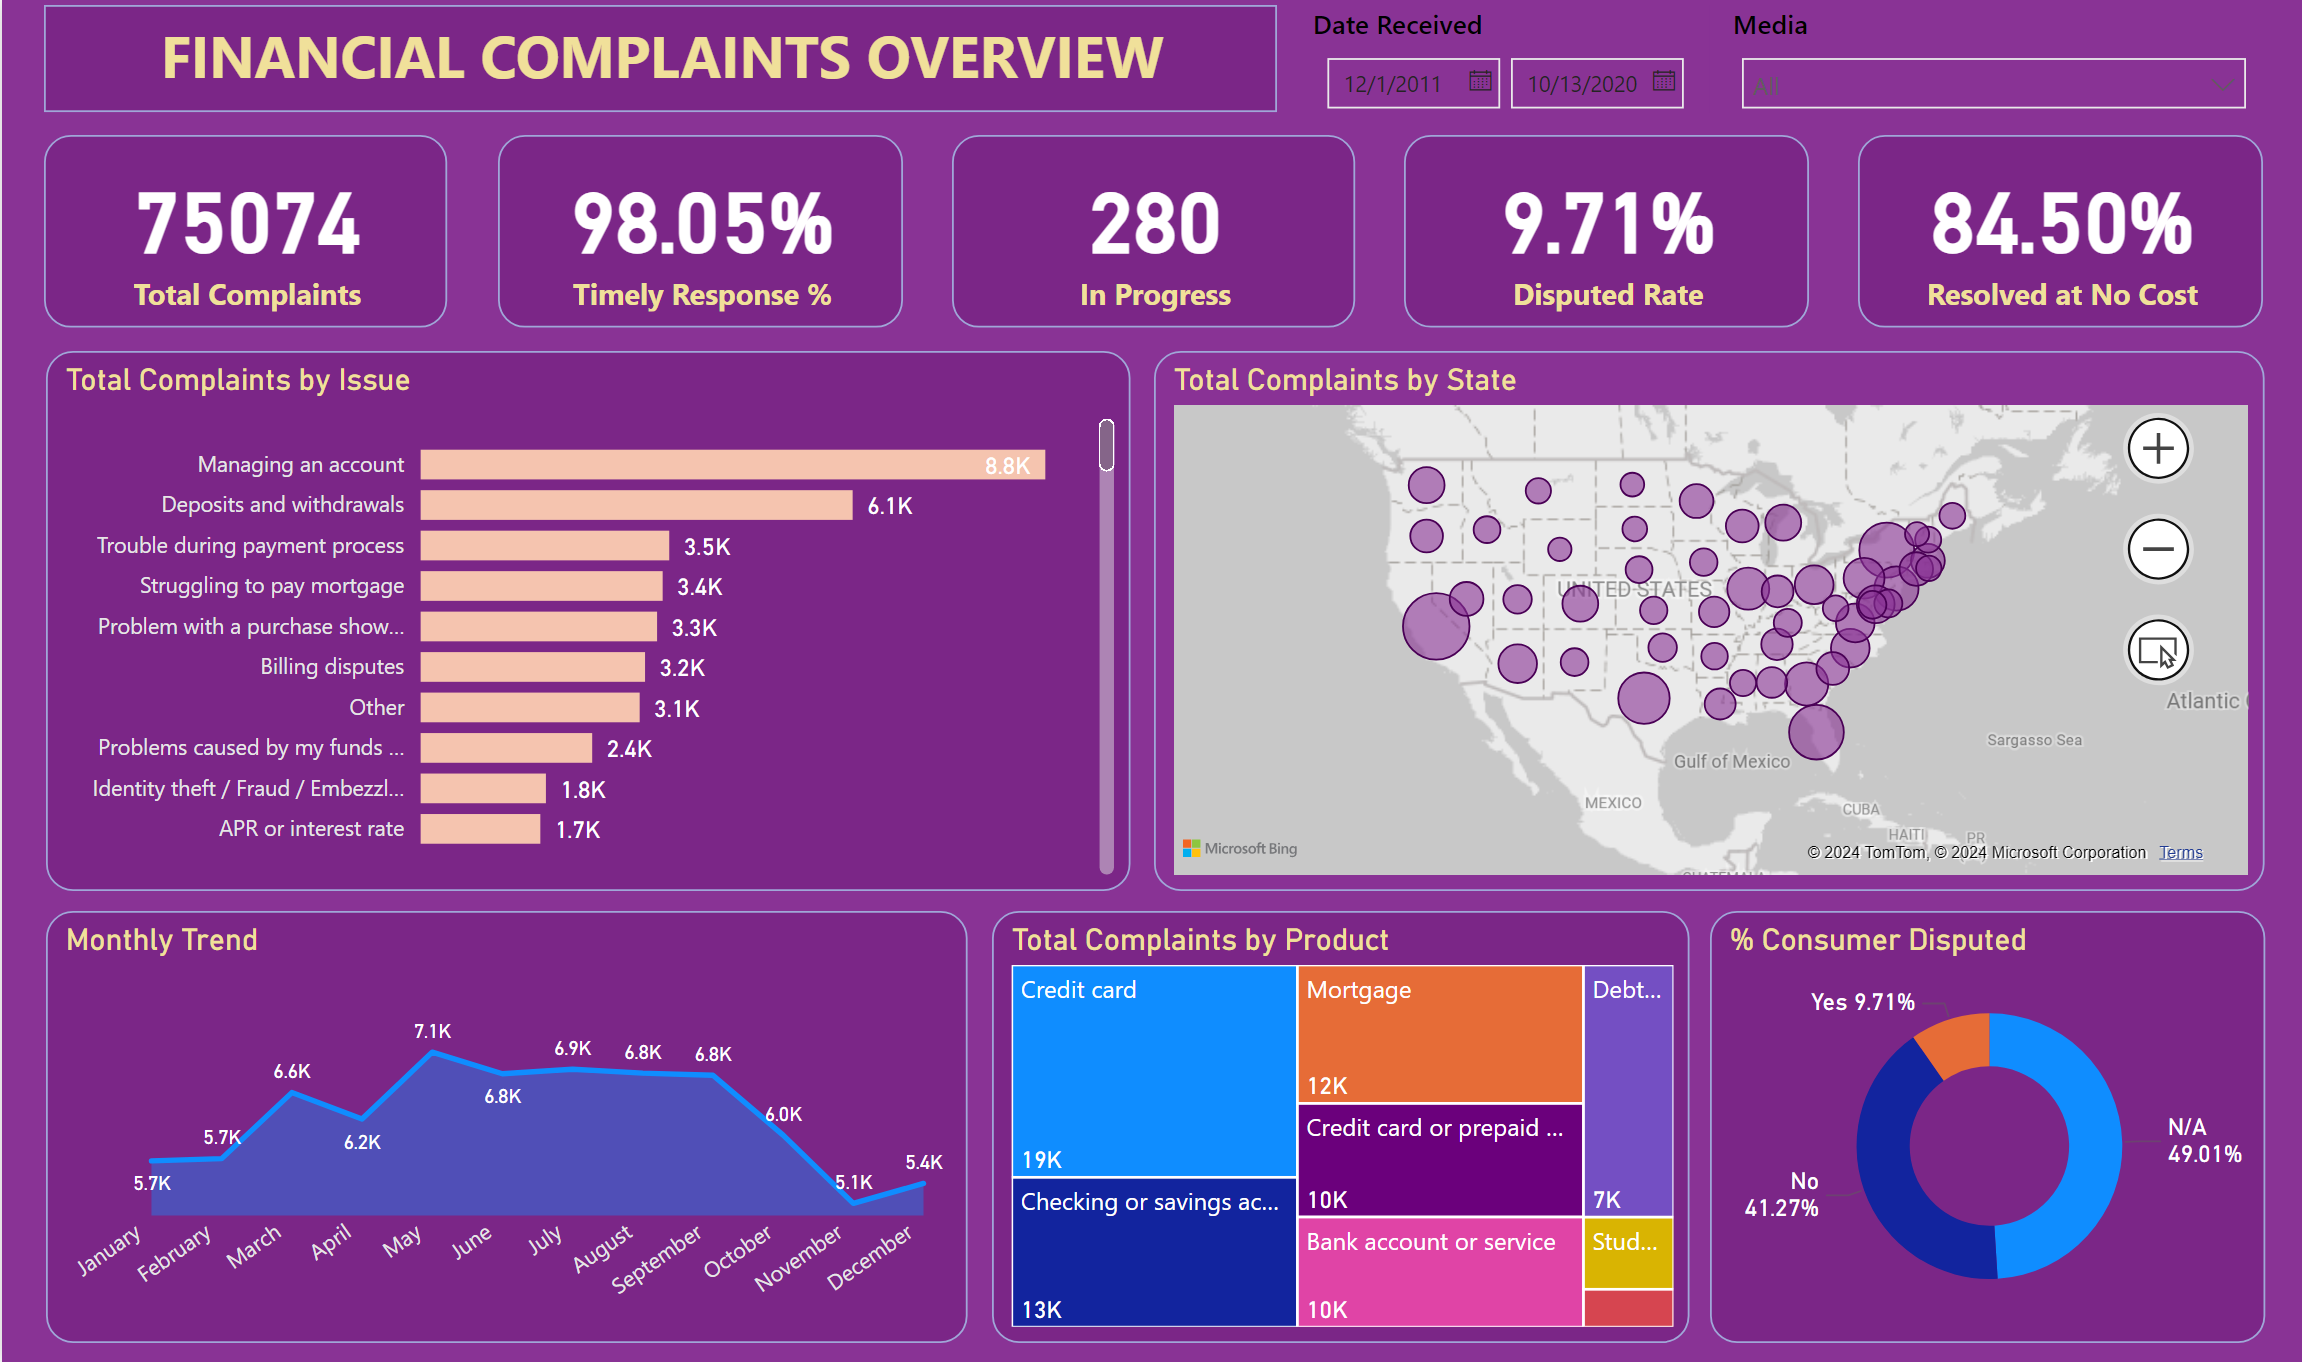 FINANCIAL COMPLAINTS OVERVIEW
Date Received
12/1/2011
10/13/2020
Media
All
75074
Total Complaints
98.05%
Timely Response %
280
In Progress
9.71%
Disputed Rate
84.50%
Resolved at No Cost
Total Complaints by Issue
Managing an account 8.8K
Deposits and withdrawals 6.1K
Trouble during payment process 3.5K
Struggling to pay mortgage 3.4K
Problem with a purchase show... 3.3K
Billing disputes 3.2K
Other 3.1K
Problems caused by my funds ... 2.4K
Identity theft / Fraud / Embezzl... 1.8K
APR or interest rate 1.7K
Total Complaints by State
UNITED STATES
Atlantic
Sargasso Sea
Gulf of Mexico
MEXICO
CUBA
HAITI
PR
Microsoft Bing
© 2024 TomTom, © 2024 Microsoft Corporation Terms
GUATEMALA
Monthly Trend
5.7K
5.7K
6.6K
6.2K
7.1K
6.8K
6.9K
6.8K
6.8K
6.0K
5.1K
5.4K
January
February
March
April
May
June
July
August
September
October
November
December
Total Complaints by Product
Credit card
19K
Checking or savings ac...
13K
Mortgage
12K
Credit card or prepaid ...
10K
Bank account or service
10K
Debt...
7K
Stud...
% Consumer Disputed
Yes 9.71%
N/A
49.01%
No
41.27%